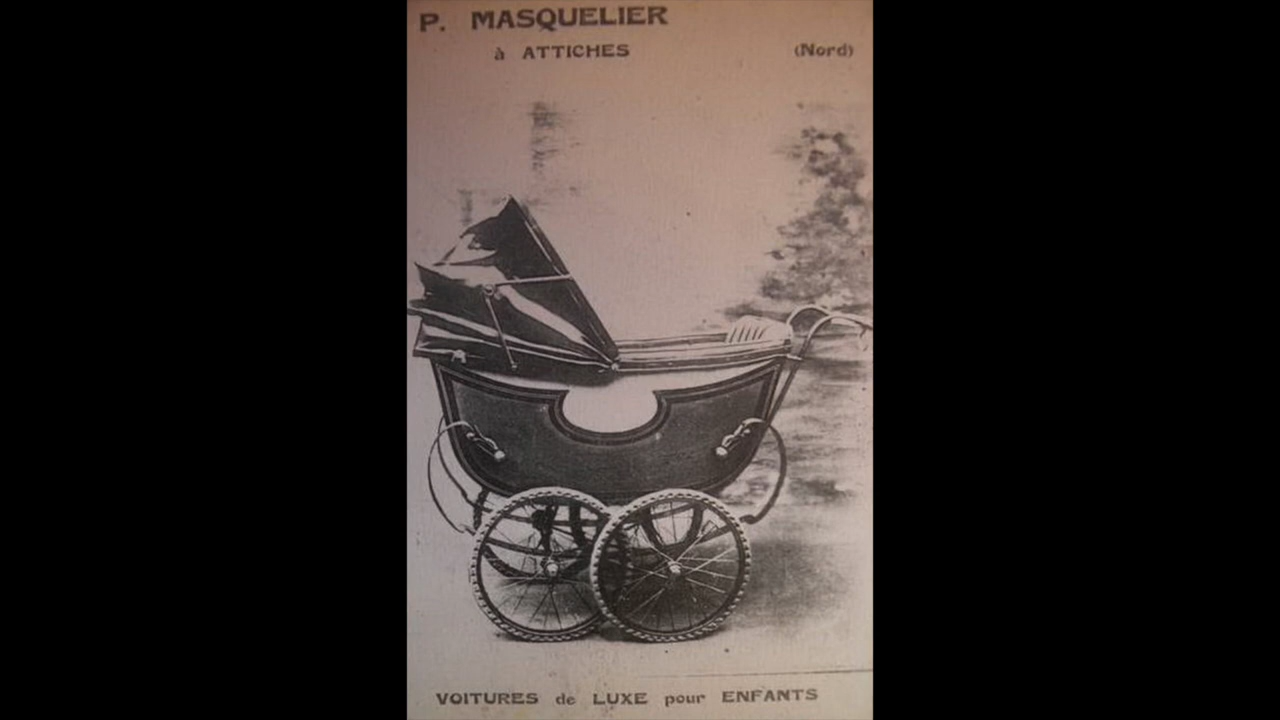 P. MASQUELIER
à ATTICHES (Nord)
VOITURES de LUXE pour ENFANTS